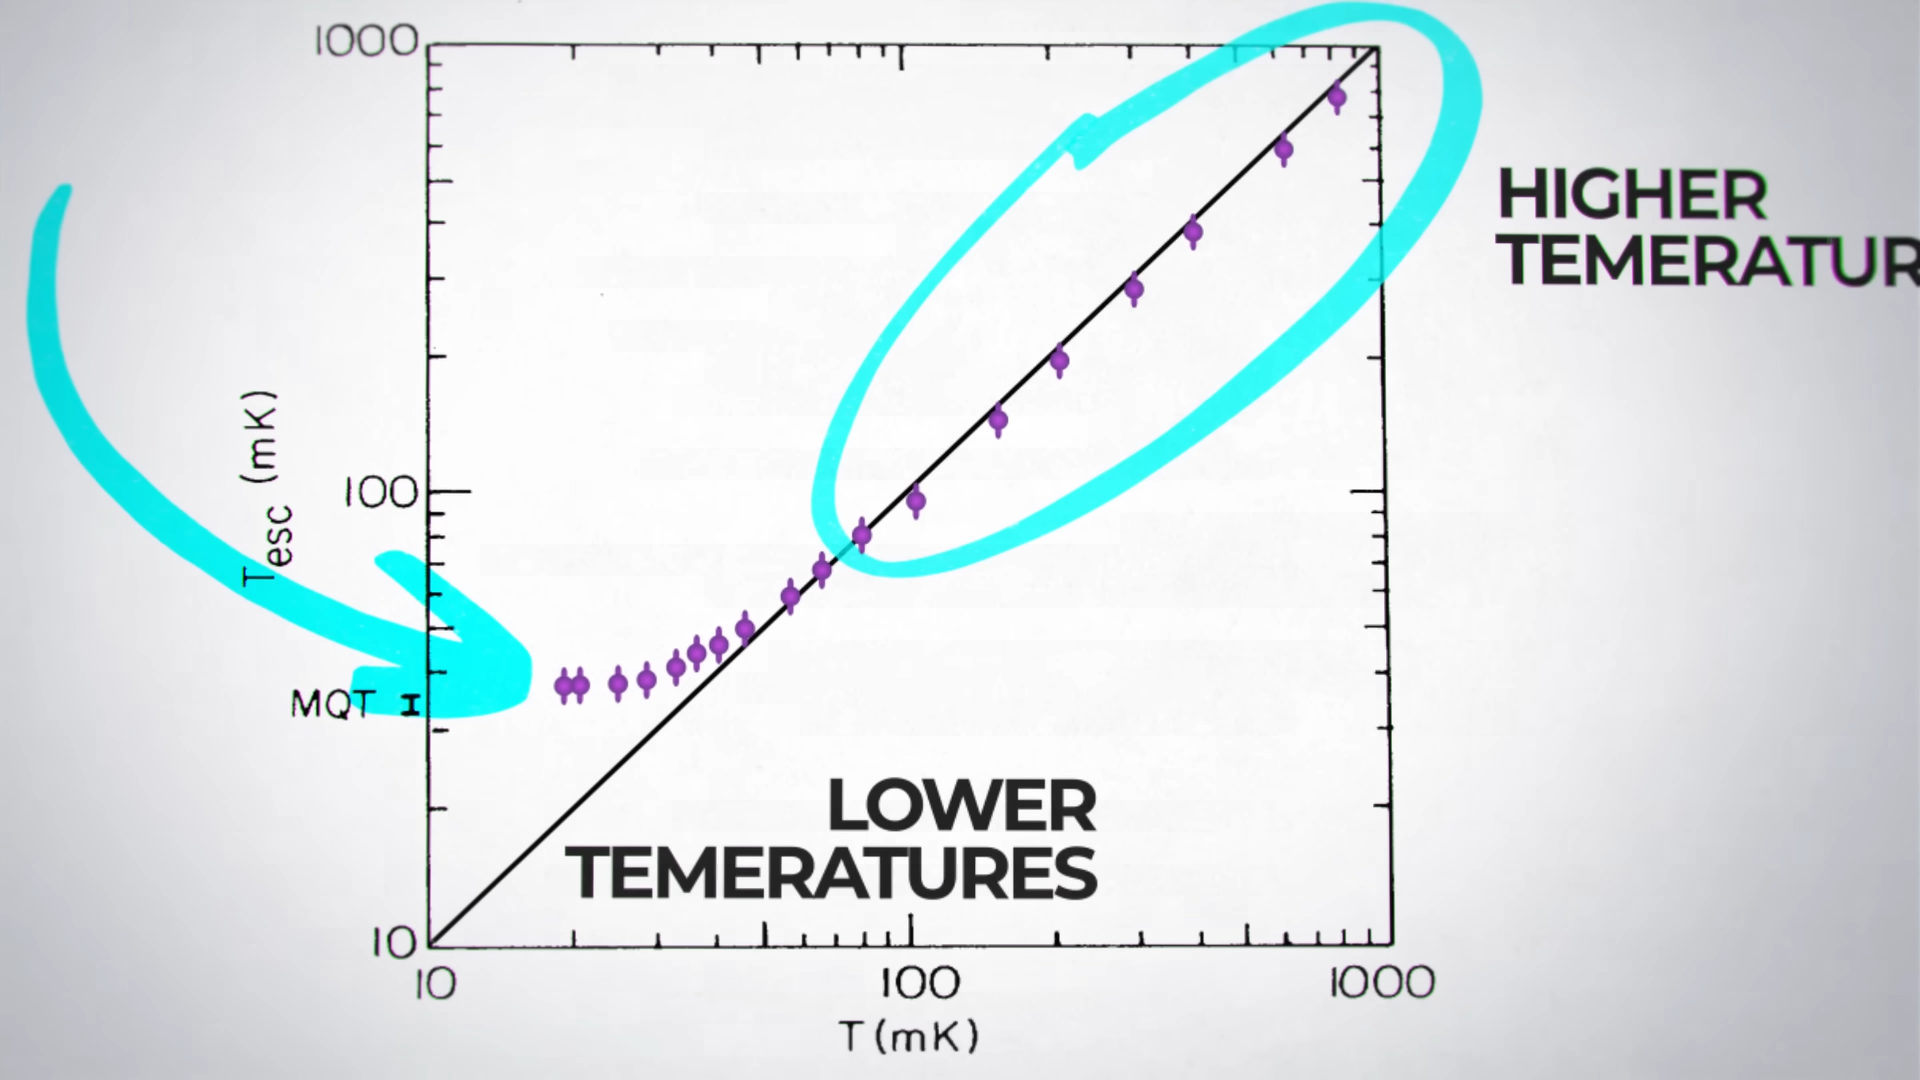 1000
HIGHER
TEMERATUR
Tesc (mK)
100
MQT
LOWER
TEMERATURES
10
10 100 1000
T (mK)